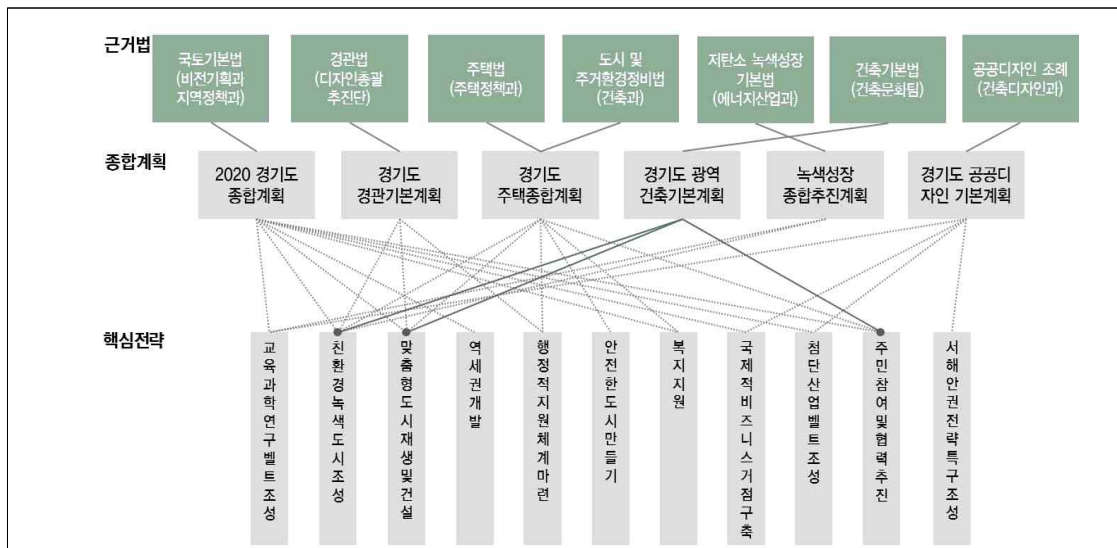 근거법
국토기본법
(비전기획과
지역정책과)
경관법
(디자인총괄
추진단)
주택법
(주택정책과)
도시 및
주거환경정비법
(건축과)
저탄소 녹색성장
기본법
(에너지산업과)
건축기본법
(건축문화팀)
공공디자인 조례
(건축디자인과)
종합계획
2020 경기도
종합계획
경기도
경관기본계획
경기도
주택종합계획
경기도 광역
건축기본계획
녹색성장
종합추진계획
경기도 공공디
자인 기본계획
핵심전략
교육과학연구벨트조성
친환경녹색도시조성
맞춤형도시재생및건설
역세권개발
행정적지원체계마련
안전한도시만들기
복지지원
국제적비즈니스거점구축
첨단산업벨트조성
주민참여및협력추진
서해안권전략특구조성